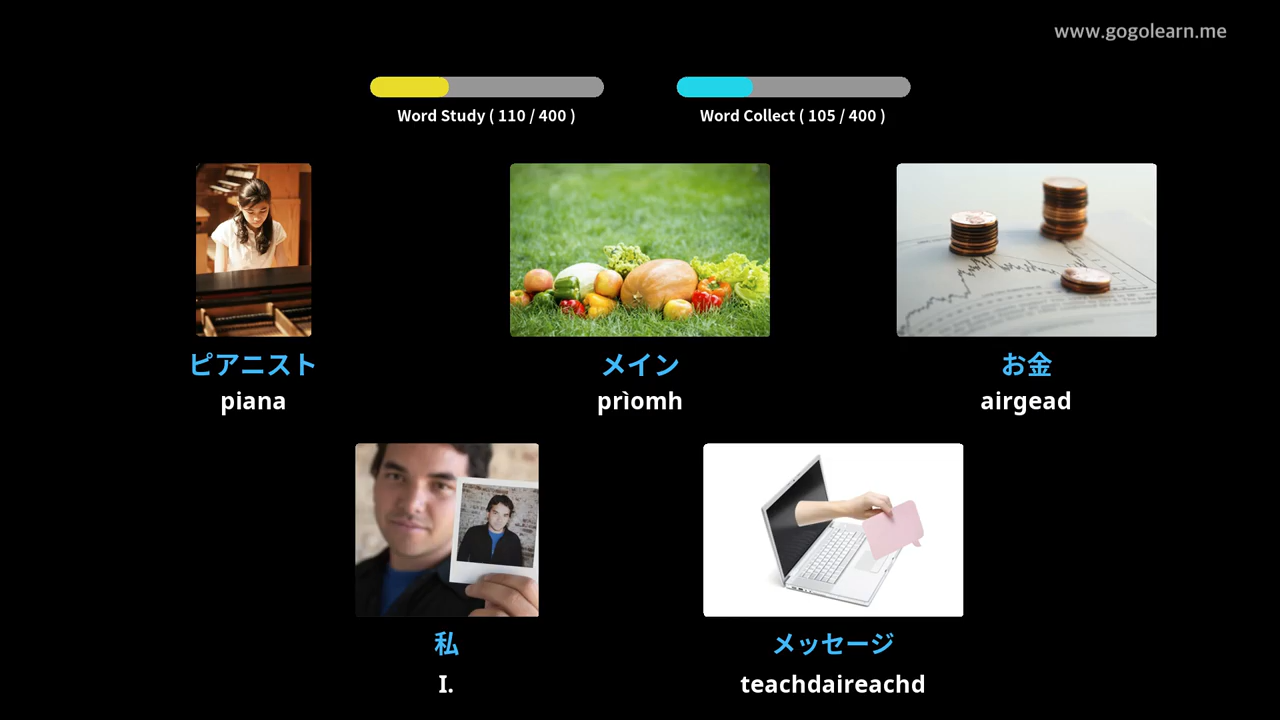 www.gogolearn.me
Word Study ( 110 / 400 )
Word Collect ( 105 / 400 )
ピアニスト
piana
メイン
prìomh
お金
airgead
私
I.
メッセージ
teachdaireachd